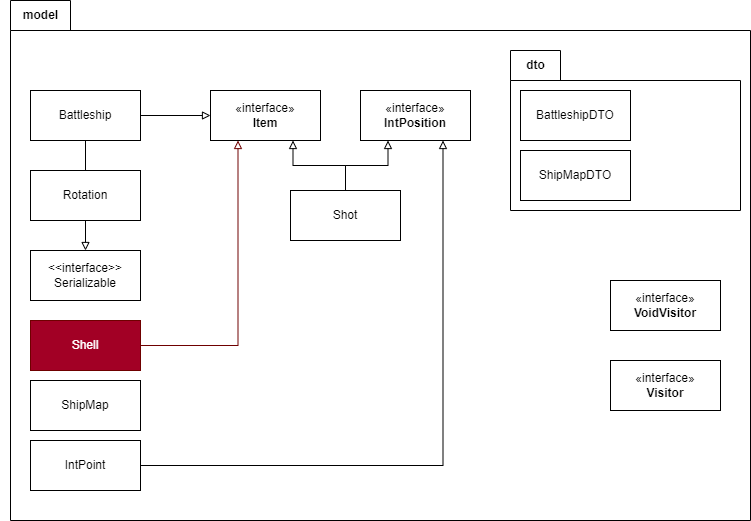 model
dto
Battleship
«interface»
Item
«interface»
IntPosition
BattleshipDTO
Rotation
Shot
ShipMapDTO
<<interface>>
Serializable
«interface»
VoidVisitor
Shell
«interface»
Visitor
ShipMap
IntPoint